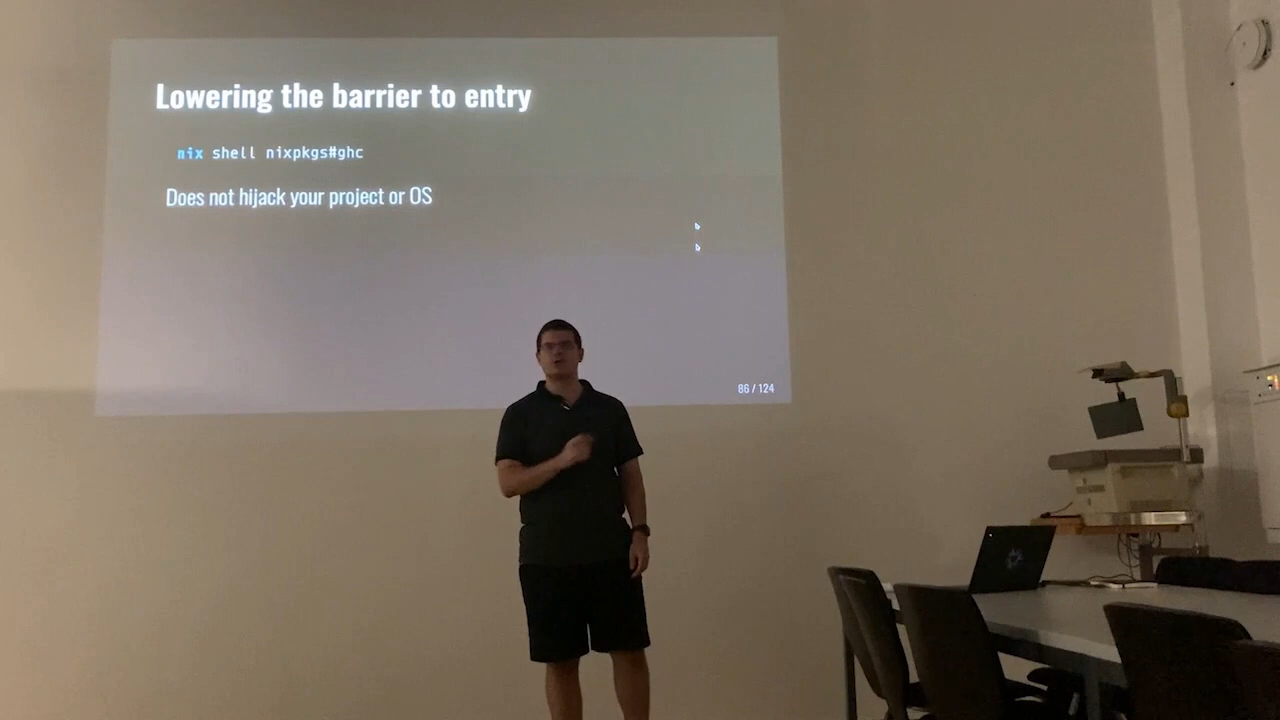 Lowering the barrier to entry
nix shell nixpkgs#ghc
Does not hijack your project or OS
86 / 124